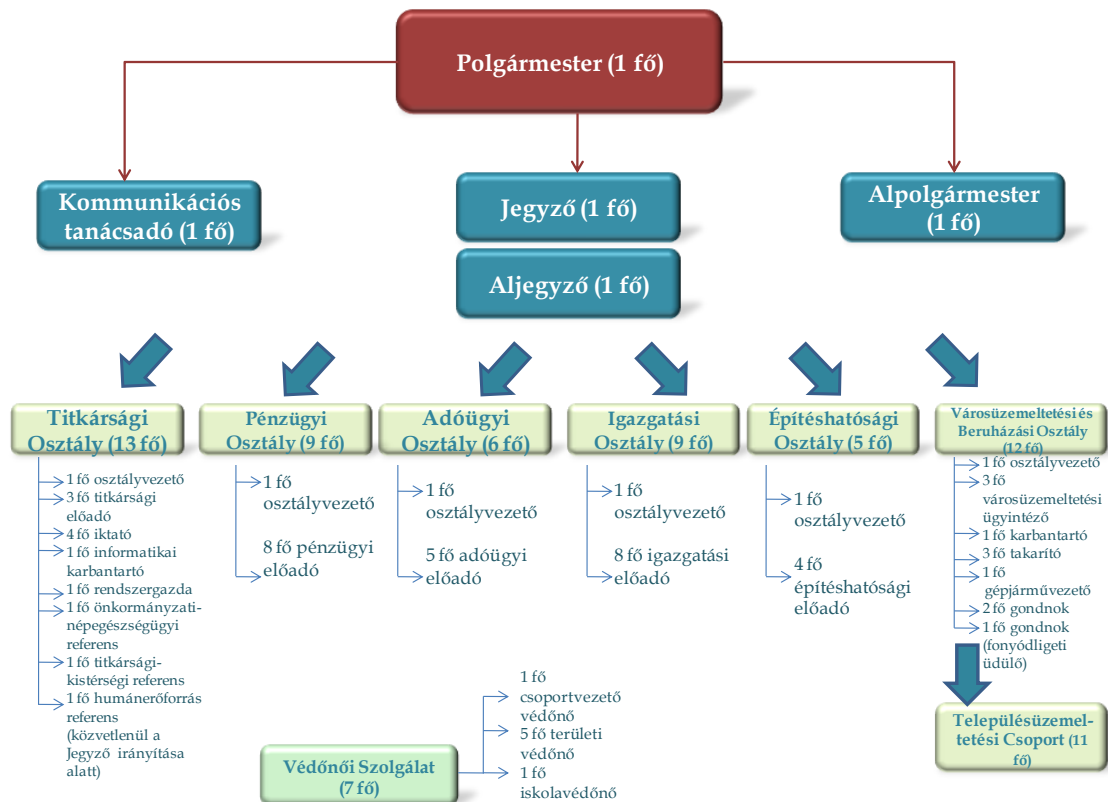 Polgármester (1 fő)
Kommunikációs
tanácsadó (1 fő)
Jegyző (1 fő)
Aljegyző (1 fő)
Alpolgármester
(1 fő)
Titkársági
Osztály (13 fő)
1 fő osztályvezető
3 fő titkársági
előadó
4 fő iktató
1 fő informatikai
karbantartó
1 fő rendszergazda
1 fő önkormányzati-
népegészségügyi
referens
1 fő titkársági-
kistérségi referens
1 fő humánerőforrás
referens
(közvetlenül a
Jegyző irányítása
alatt)
Pénzügyi
Osztály (9 fő)
1 fő
osztályvezető
8 fő pénzügyi
előadó
Adóügyi
Osztály (6 fő)
1 fő
osztályvezető
5 fő adóügyi
előadó
Igazgatási
Osztály (9 fő)
1 fő
osztályvezető
8 fő igazgatási
előadó
Építéshatósági
Osztály (5 fő)
1 fő
osztályvezető
4 fő
építéshatósági
előadó
Városüzemeltetési és
Beruházási Osztály
(12 fő)
1 fő osztályvezető
3 fő
városüzemeltetési
ügyintéző
1 fő karbantartó
3 fő takarító
1 fő
gépjárművezető
2 fő gondnok
1 fő gondnok
(fonyódligeti
üdülő)
Településüzemel-
tetési Csoport (11
fő)
Védőnői Szolgálat
(7 fő)
1 fő
csoportvezető
védőnő
5 fő területi
védőnő
1 fő
iskolavédőnő